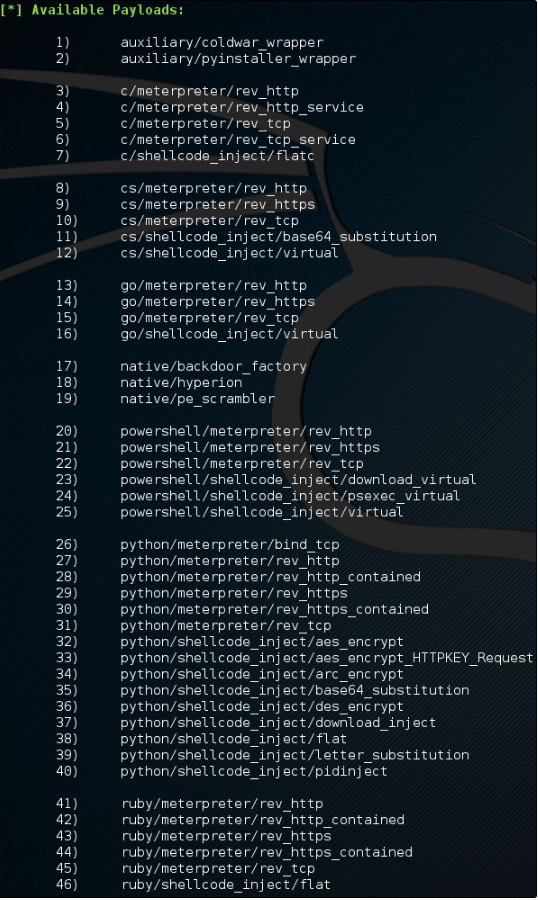 [*] Available Payloads:
1) auxiliary/coldwar_wrapper
2) auxiliary/pyinstaller_wrapper
3) c/meterpreter/rev_http
4) c/meterpreter/rev_http_service
5) c/meterpreter/rev_tcp
6) c/meterpreter/rev_tcp_service
7) c/shellcode_inject/flatc
8) cs/meterpreter/rev_http
9) cs/meterpreter/rev_https
10) cs/meterpreter/rev_tcp
11) cs/shellcode_inject/base64_substitution
12) cs/shellcode_inject/virtual
13) go/meterpreter/rev_http
14) go/meterpreter/rev_https
15) go/meterpreter/rev_tcp
16) go/shellcode_inject/virtual
17) native/backdoor_factory
18) native/hyperion
19) native/pe_scrambler
20) powershell/meterpreter/rev_http
21) powershell/meterpreter/rev_https
22) powershell/meterpreter/rev_tcp
23) powershell/shellcode_inject/download_virtual
24) powershell/shellcode_inject/psexec_virtual
25) powershell/shellcode_inject/virtual
26) python/meterpreter/bind_tcp
27) python/meterpreter/rev_http
28) python/meterpreter/rev_http_contained
29) python/meterpreter/rev_https
30) python/meterpreter/rev_https_contained
31) python/meterpreter/rev_tcp
32) python/shellcode_inject/aes_encrypt
33) python/shellcode_inject/aes_encrypt_HTTPKEY_Request
34) python/shellcode_inject/arc_encrypt
35) python/shellcode_inject/base64_substitution
36) python/shellcode_inject/des_encrypt
37) python/shellcode_inject/download_inject
38) python/shellcode_inject/flat
39) python/shellcode_inject/letter_substitution
40) python/shellcode_inject/pidinject
41) ruby/meterpreter/rev_http
42) ruby/meterpreter/rev_http_contained
43) ruby/meterpreter/rev_https
44) ruby/meterpreter/rev_https_contained
45) ruby/meterpreter/rev_tcp
46) ruby/shellcode_inject/flat